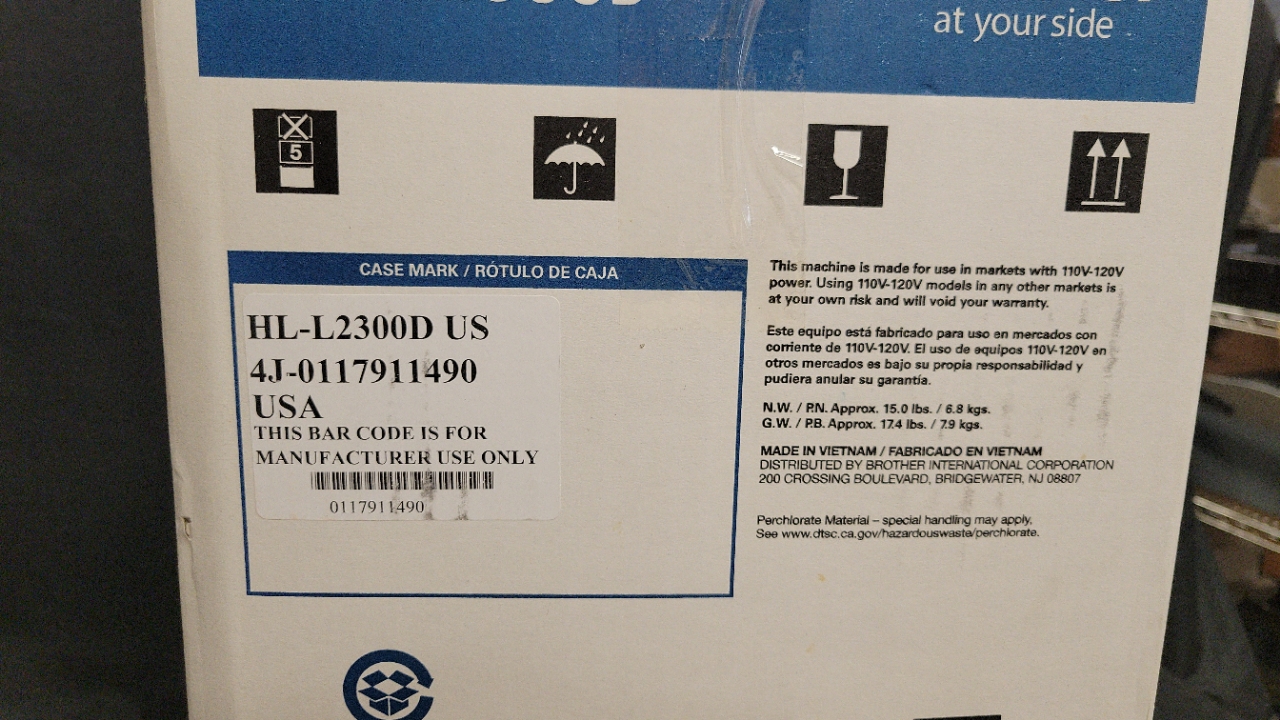 at your side
5
CASE MARK / RÓTULO DE CAJA
HL-L2300D US
4J-0117911490
USA
THIS BAR CODE IS FOR
MANUFACTURER USE ONLY
0117911490
This machine is made for use in markets with 110V-120V
power. Using 110V-120V models in any other markets is
at your own risk and will void your warranty.
Este equipo está fabricado para uso en mercados con
corriente de 110V-120V. El uso de equipos 110V-120V en
otros mercados es bajo su propia responsabilidad y
pudiera anular su garantía.
N.W. / P.N. Approx. 15.0 lbs. / 6.8 kgs.
G.W. / P.B. Approx. 17.4 lbs. / 7.9 kgs.
MADE IN VIETNAM / FABRICADO EN VIETNAM
DISTRIBUTED BY BROTHER INTERNATIONAL CORPORATION
200 CROSSING BOULEVARD, BRIDGEWATER, NJ 08807
Perchlorate Material – special handling may apply,
See www.dtsc.ca.gov/hazardouswaste/perchlorate.